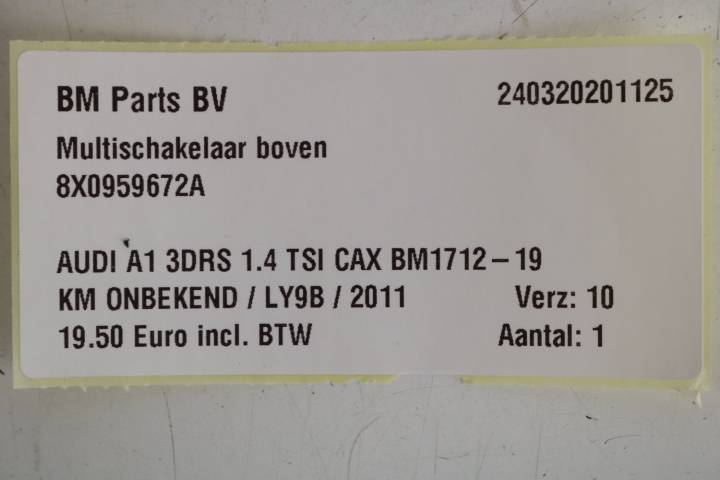 BM Parts BV 240320201125
Multischakelaar boven
8X0959672A
AUDI A1 3DRS 1.4 TSI CAX BM1712-19
KM ONBEKEND / LY9B / 2011 Verz: 10
19.50 Euro incl. BTW Aantal: 1